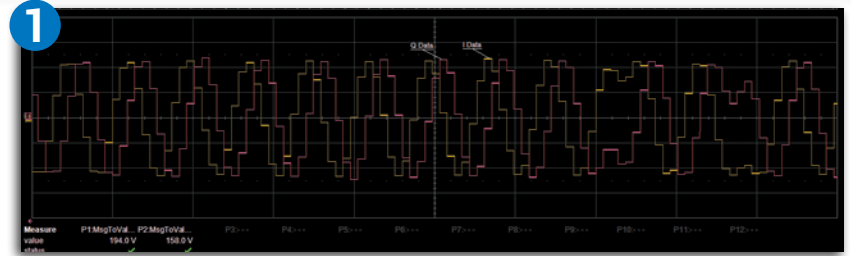 1
Q Data I Data
Measure P1:MsgToVal... P2:MsgToVal... P3:--- P4:--- P5:--- P6:--- P7:--- P8:--- P9:--- P10:--- P11:--- P12:---
value 194.0 V 158.0 V
status